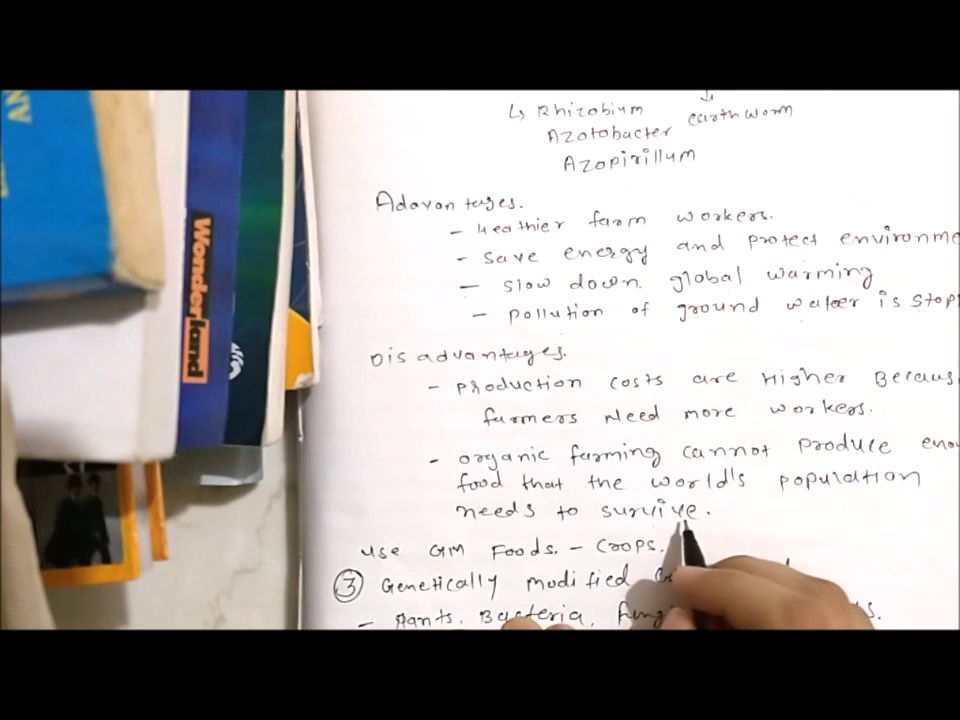 ↳ Rhizobium earthworm
Azotobacter
Azopirillum
Adavantages.
- Heathier farm workers.
- save energy and protect environme
- slow down global warming
- pollution of ground water is stop
Disadvantages.
- production costs are Higher Becaus
farmers Need more workers.
- organic farming cannot produce eno
food that the world's population
needs to survive.
use GM Foods. - Crops.
③ Genetically modified
- Plants, Bacteria, fung
Wonderland